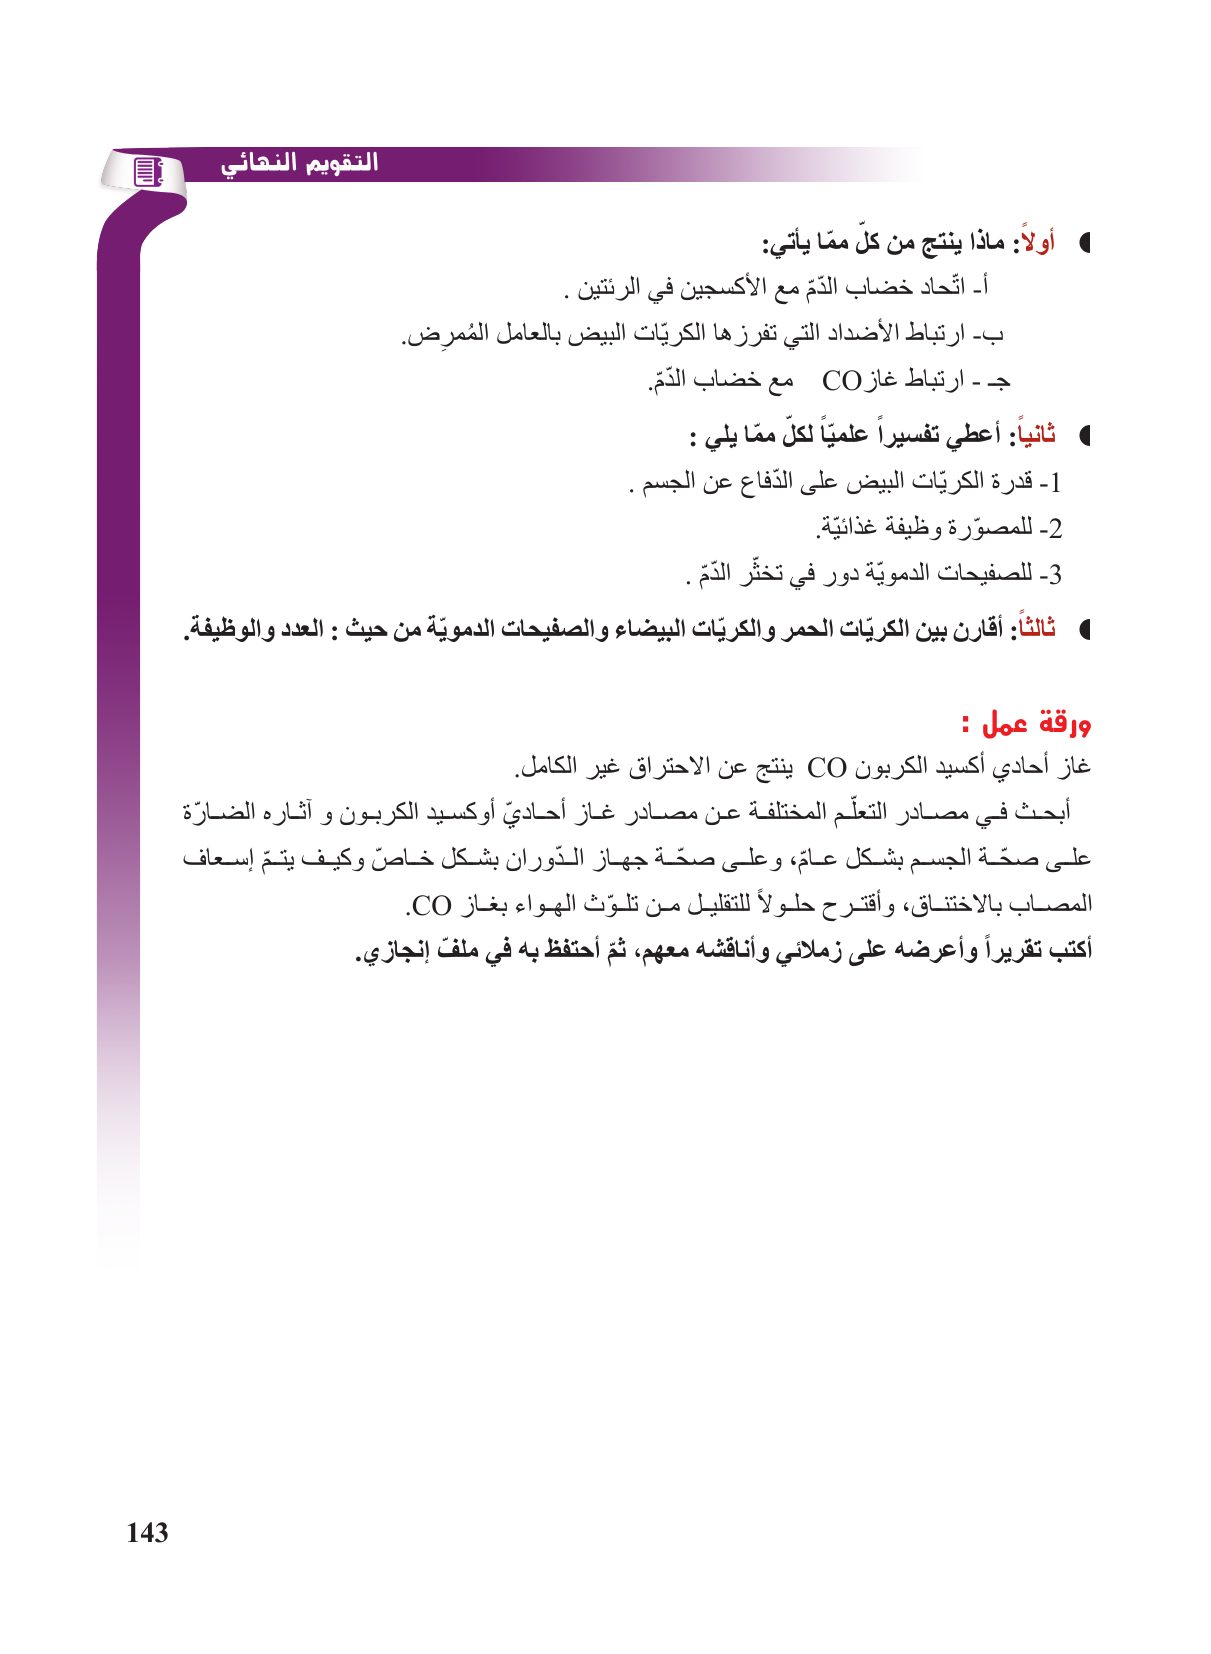 التقويم النهائي
أولاً: ماذا ينتج من كلّ ممّا يأتي:
أ- اتّحاد خضاب الدّمّ مع الأكسجين في الرئتين .
ب- ارتباط الأضداد التي تفرزها الكريّات البيض بالعامل المُمرِض.
جـ - ارتباط غازCO مع خضاب الدّمّ.
ثانياً: أعطي تفسيراً علميّاً لكلّ ممّا يلي :
1- قدرة الكريّات البيض على الدّفاع عن الجسم .
2- للمصوّرة وظيفة غذائيّة.
3- للصفيحات الدمويّة دور في تخثّر الدّمّ .
ثالثاً: أقارن بين الكريّات الحمر والكريّات البيضاء والصفيحات الدمويّة من حيث : العدد والوظيفة.
ورقة عمل :
غاز أحادي أكسيد الكربون CO ينتج عن الاحتراق غير الكامل.
أبحث في مصادر التعلّم المختلفة عن مصادر غاز أحاديّ أوكسيد الكربون و آثاره الضارّة
على صحّة الجسم بشكل عامّ، وعلى صحّة جهاز الدّوران بشكل خاصّ وكيف يتمّ إسعاف
المصاب بالاختناق، وأقترح حلولاً للتقليل من تلوّث الهواء بغاز CO.
أكتب تقريراً وأعرضه على زملائي وأناقشه معهم، ثمّ أحتفظ به في ملفّ إنجازي.
143